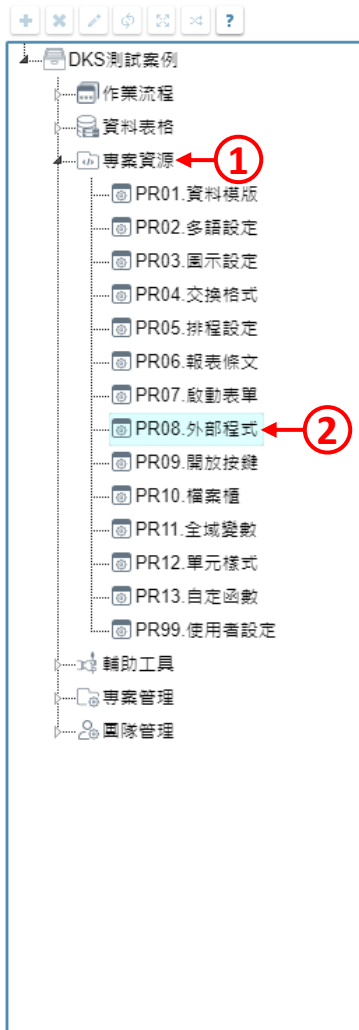 ?
DKS測試案例
作業流程
資料表格
專案資源
1
PR01.資料模版
PR02.多語設定
PR03.圖示設定
PR04.交換格式
PR05.排程設定
PR06.報表條文
PR07.啟動表單
PR08.外部程式
2
PR09.開放按鍵
PR10.檔案櫃
PR11.全域變數
PR12.單元樣式
PR13.自定函數
PR99.使用者設定
輔助工具
專案管理
團隊管理